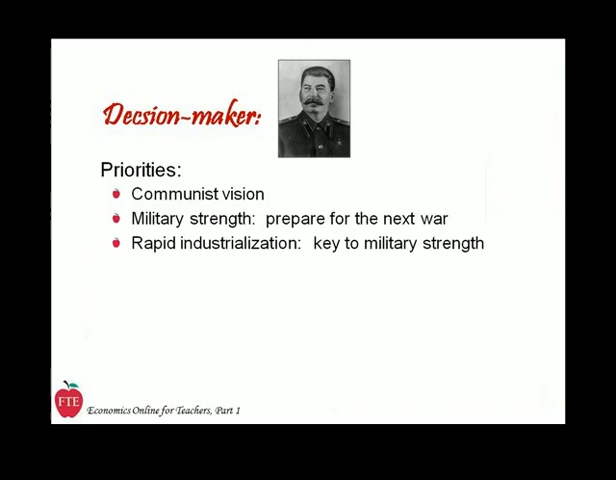 Decsion-maker:
Priorities:
Communist vision
Military strength: prepare for the next war
Rapid industrialization: key to military strength
FTE
Economics Online for Teachers, Part 1